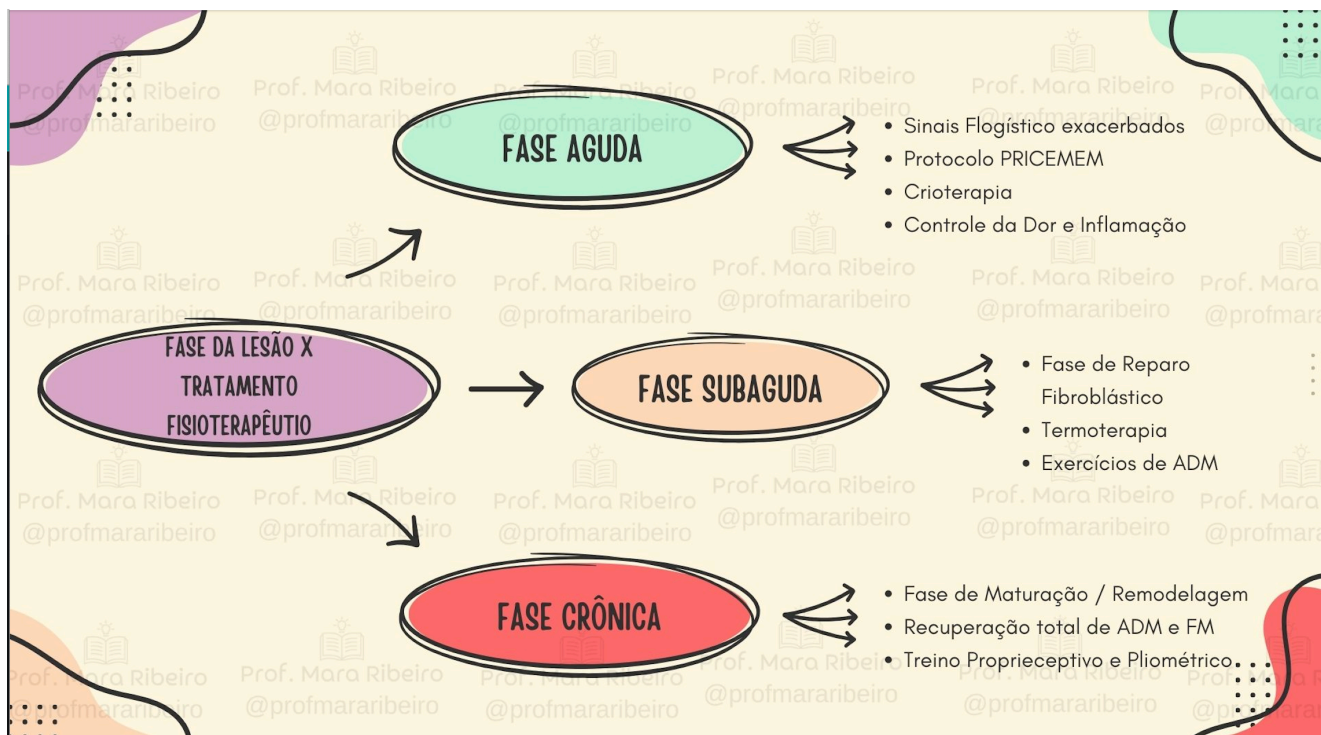 FASE AGUDA
• Sinais Flogístico exacerbados
• Protocolo PRICEMEM
• Crioterapia
• Controle da Dor e Inflamação
FASE DA LESÃO X
TRATAMENTO
FISIOTERAPÊUTIO
FASE SUBAGUDA
• Fase de Reparo
Fibroblástico
• Termoterapia
• Exercícios de ADM
FASE CRÔNICA
• Fase de Maturação / Remodelagem
• Recuperação total de ADM e FM
• Treino Proprieceptivo e Pliométrico
Prof. Mara Ribeiro
@profmararibeiro